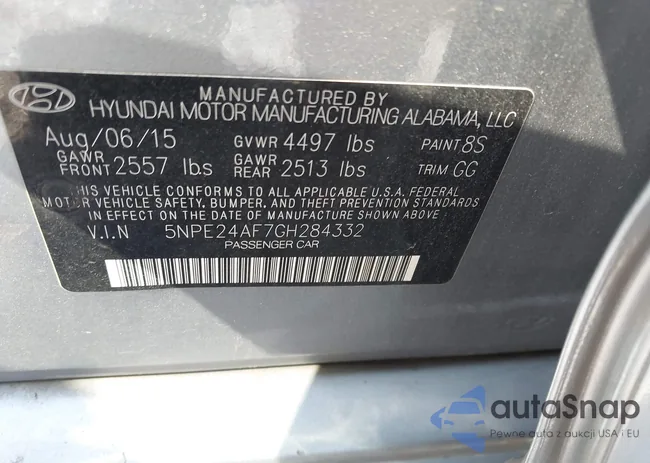 MANUFACTURED BY
HYUNDAI MOTOR MANUFACTURING ALABAMA, LLC
Aug/06/15 GVWR 4497 lbs PAINT 8S
GAWR FRONT 2557 lbs GAWR REAR 2513 lbs TRIM GG
THIS VEHICLE CONFORMS TO ALL APPLICABLE U.S.A. FEDERAL
MOTOR VEHICLE SAFETY, BUMPER, AND THEFT PREVENTION STANDARDS
IN EFFECT ON THE DATE OF MANUFACTURE SHOWN ABOVE.
V.I.N 5NPE24AF7GH284332
PASSENGER CAR
autoSnap
Pewne auta z aukcji USA i EU